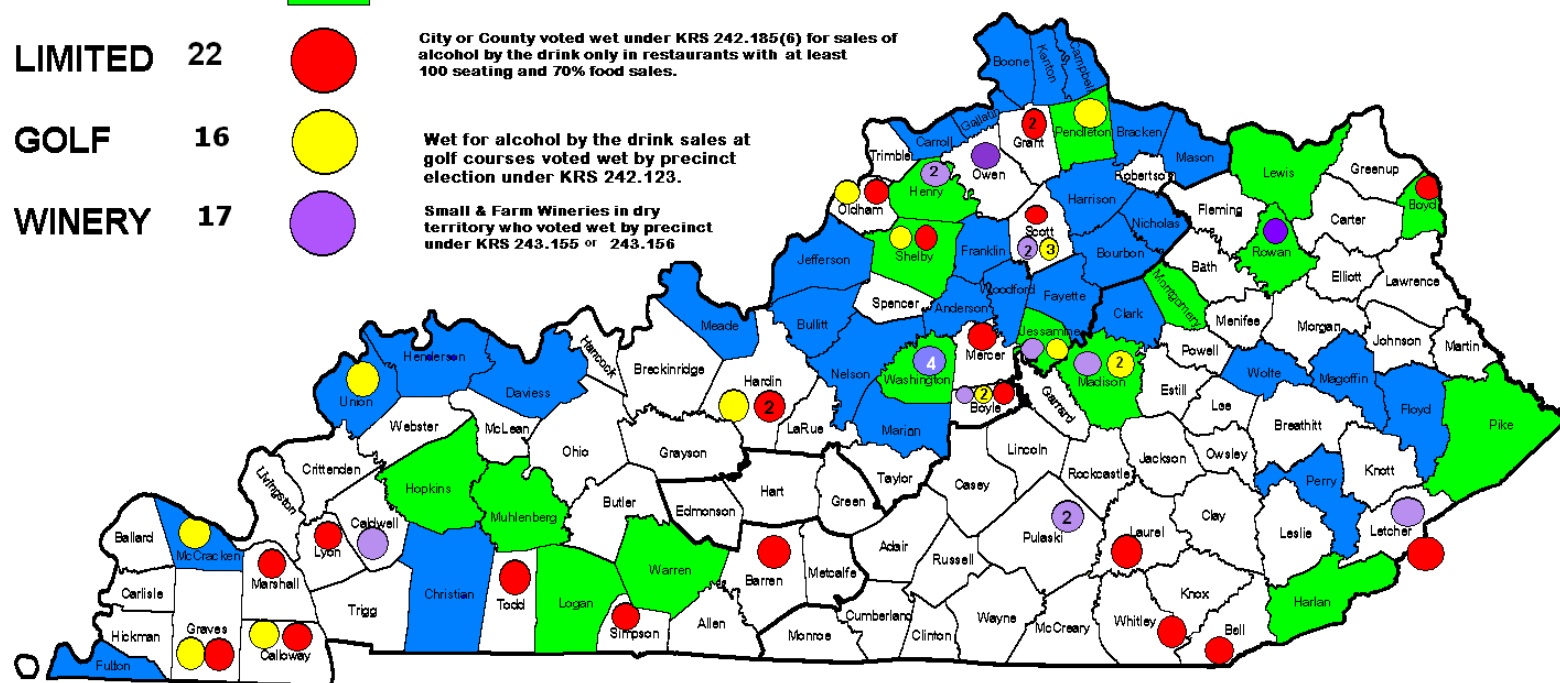 LIMITED 22
City or County voted wet under KRS 242.185(6) for sales of
alcohol by the drink only in restaurants with at least
100 seating and 70% food sales.
GOLF 16
Wet for alcohol by the drink sales at
golf courses voted wet by precinct
election under KRS 242.123.
WINERY 17
Small & Farm Wineries in dry
territory who voted wet by precinct
under KRS 243.155 or 243.156
Boone
Kenton
Campbell
Gallatin
Grant
2
Pendleton
Bracken
Mason
Carroll
Trimble
Owen
Robertson
Lewis
Greenup
Henry
2
Oldham
Harrison
Nicholas
Fleming
Carter
Boyd
Scott
2
3
Shelby
Franklin
Bourbon
Bath
Rowan
Elliott
Lawrence
Jefferson
Woodford
Fayette
Spencer
Anderson
Montgomery
Clark
Menifee
Morgan
Johnson
Martin
Bullitt
Meade
Jessamine
Mercer
Powell
Henderson
Hancock
Breckinridge
Hardin
2
Nelson
Washington
4
Madison
2
Wolfe
Magoffin
Floyd
Pike
Union
Daviess
Boyle
2
Garrard
Estill
Lee
Breathitt
Webster
McLean
LaRue
Marion
Ohio
Grayson
Lincoln
Rockcastle
Jackson
Owsley
Knott
Crittenden
Livingston
Hopkins
Muhlenberg
Butler
Edmonson
Hart
Green
Taylor
Casey
Perry
Caldwell
Lyon
Pulaski
2
Laurel
Clay
Leslie
Letcher
Ballard
McCracken
Adair
Russell
Marshall
Warren
Barren
Metcalfe
Carlisle
Christian
Todd
Logan
Knox
Harlan
Trigg
Simpson
Allen
Cumberland
Wayne
McCreary
Whitley
Bell
Hickman
Graves
Calloway
Monroe
Clinton
Fulton